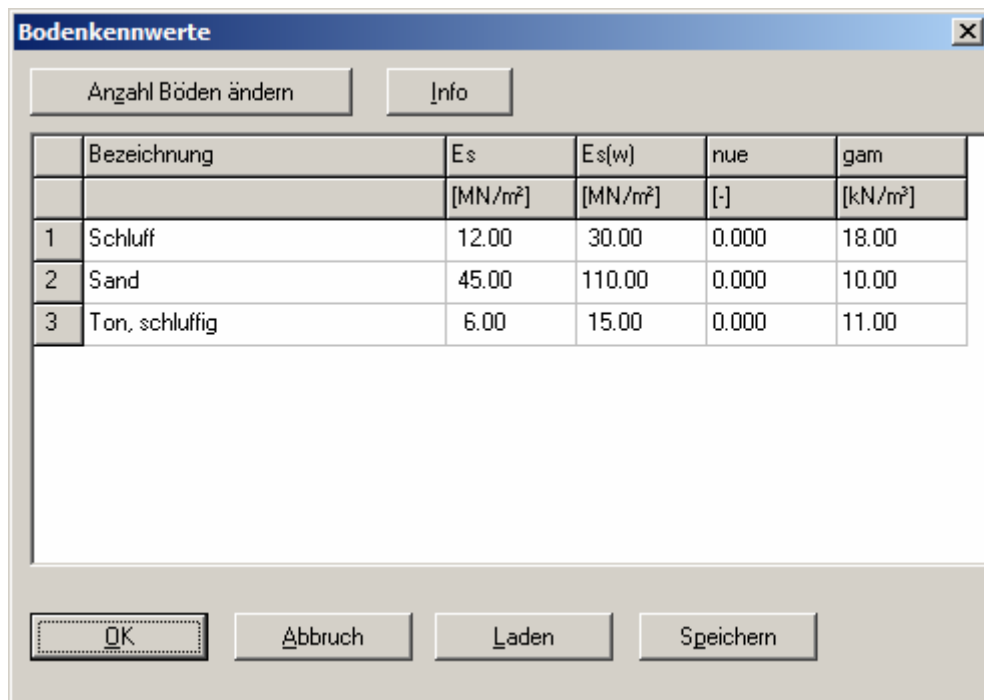 Bodenkennwerte
Anzahl Böden ändern Info
Bezeichnung Es Es(w) nue gam
[MN/m²] [MN/m²] [-] [kN/m³]
1 Schluff 12.00 30.00 0.000 18.00
2 Sand 45.00 110.00 0.000 10.00
3 Ton, schluffig 6.00 15.00 0.000 11.00
OK Abbruch Laden Speichern